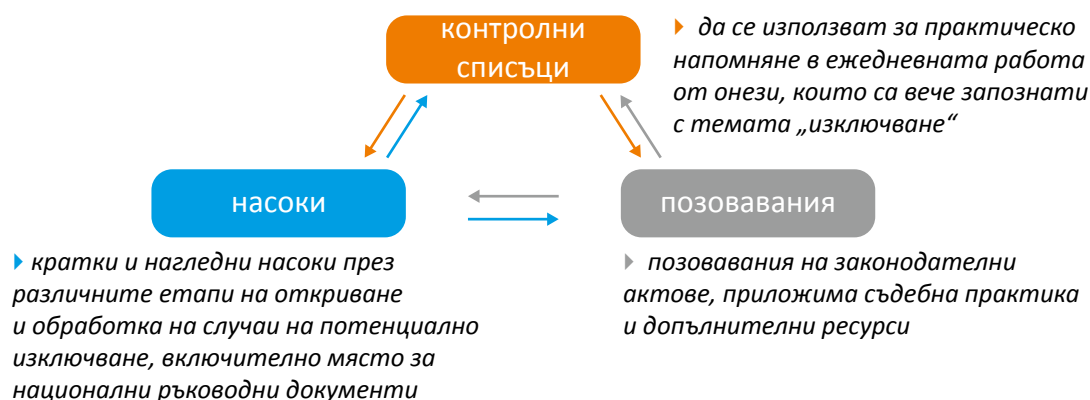 контролни
списъци
▸ да се използват за практическо
напомняне в ежедневната работа
от онези, които са вече запознати
с темата „изключване“
насоки
позовавания
▸ кратки и нагледни насоки през
различните етапи на откриване
и обработка на случаи на потенциално
изключване, включително място за
национални ръководни документи
▸ позовавания на законодателни
актове, приложима съдебна практика
и допълнителни ресурси